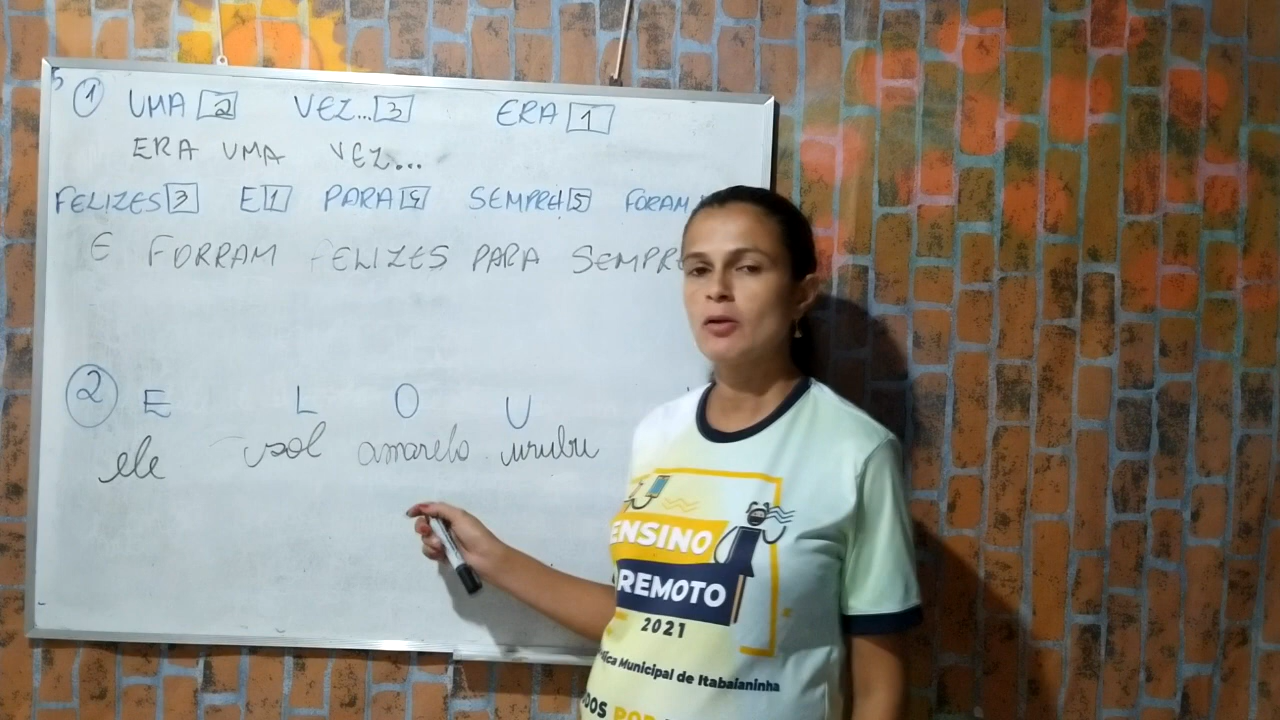 1 UMA 2 VEZ... 3 ERA 1
ERA UMA VEZ...
FELIZES 3 E 1 PARA 4 SEMPRE! 5 FORAM
E FORRAM FELIZES PARA SEMPRE
2 E L O U
ele sol amarelo urubu
ENSINO
REMOTO
2021
Municipal de Itabaianinha